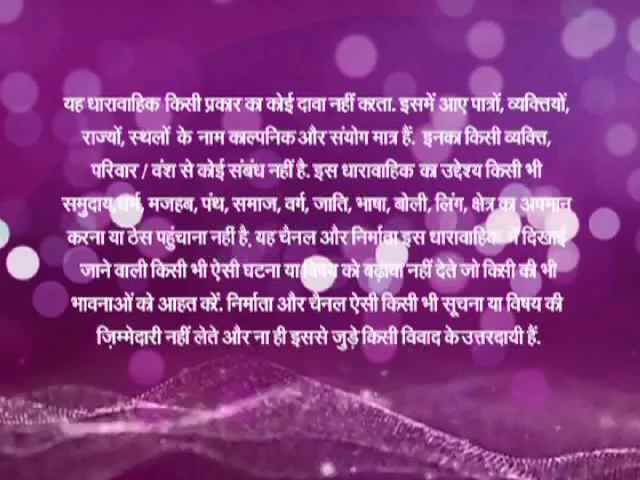 यह धारावाहिक किसी प्रकार का कोई दावा नहीं करता. इसमें आए पात्रों, व्यक्तियों,
राज्यों, स्थलों के नाम काल्पनिक और संयोग मात्र हैं. इनका किसी व्यक्ति,
परिवार / वंश से कोई संबंध नहीं है. इस धारावाहिक का उद्देश्य किसी भी
समुदाय,धर्म, मजहब, पंथ, समाज, वर्ग, जाति, भाषा, बोली, लिंग, क्षेत्र का अपमान
करना या ठेस पहुंचाना नहीं है, यह चैनल और निर्माता इस धारावाहिक में दिखाई
जाने वाली किसी भी ऐसी घटना या विषय को बढ़ावा नहीं देते जो किसी की भी
भावनाओं को आहत करें. निर्माता और चैनल ऐसी किसी भी सूचना या विषय की
ज़िम्मेदारी नहीं लेते और ना ही इससे जुड़े किसी विवाद के उत्तरदायी हैं.